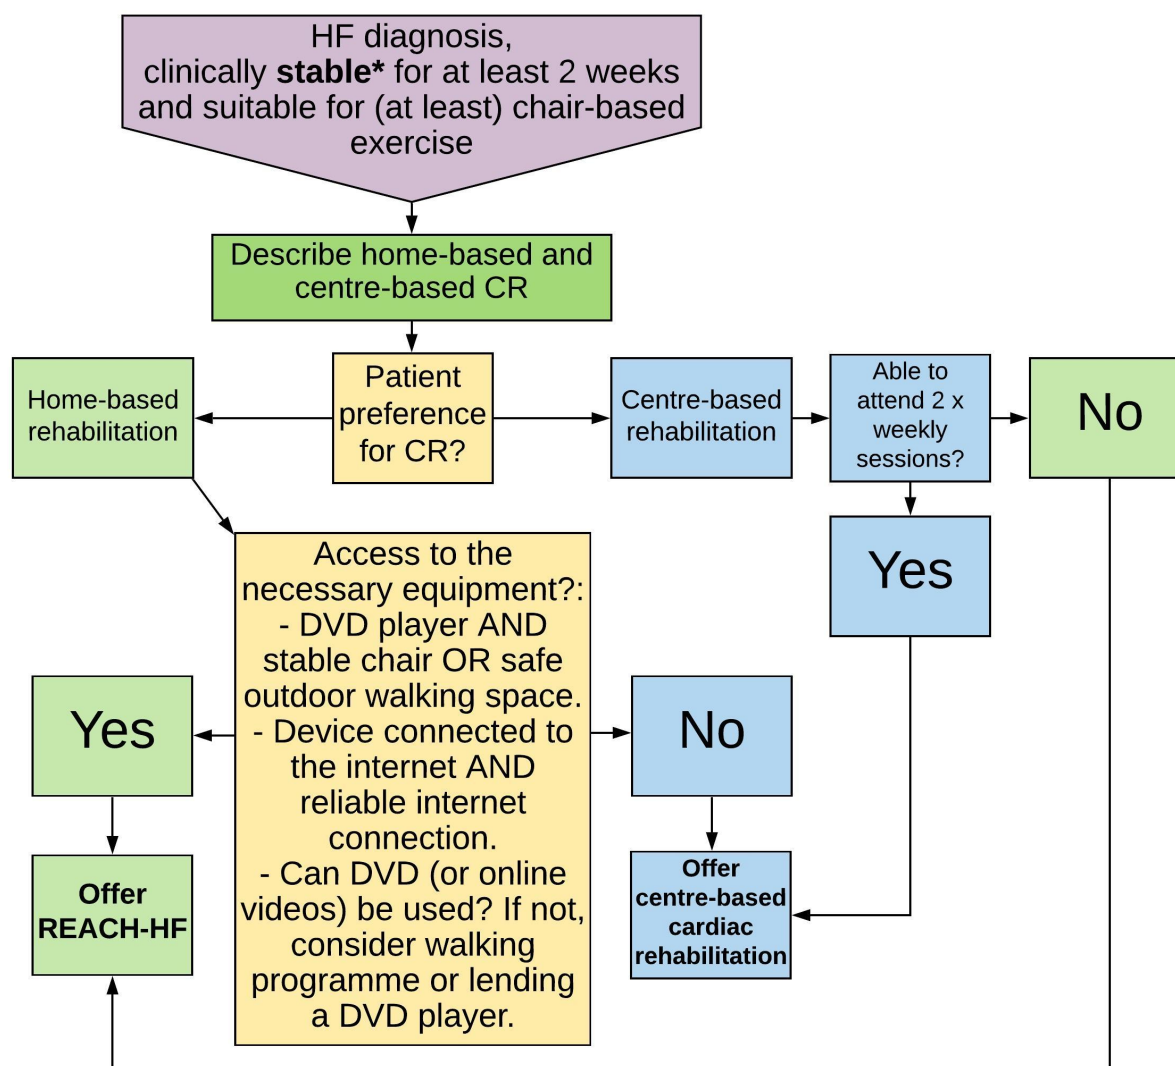 HF diagnosis,
clinically stable* for at least 2 weeks
and suitable for (at least) chair-based
exercise
Describe home-based and
centre-based CR
Home-based
rehabilitation
Patient
preference
for CR?
Centre-based
rehabilitation
Able to
attend 2 x
weekly
sessions?
No
Yes
Access to the
necessary equipment?:
- DVD player AND
stable chair OR safe
outdoor walking space.
- Device connected to
the internet AND
reliable internet
connection.
- Can DVD (or online
videos) be used? If not,
consider walking
programme or lending
a DVD player.
Yes
No
Offer
REACH-HF
Offer
centre-based
cardiac
rehabilitation